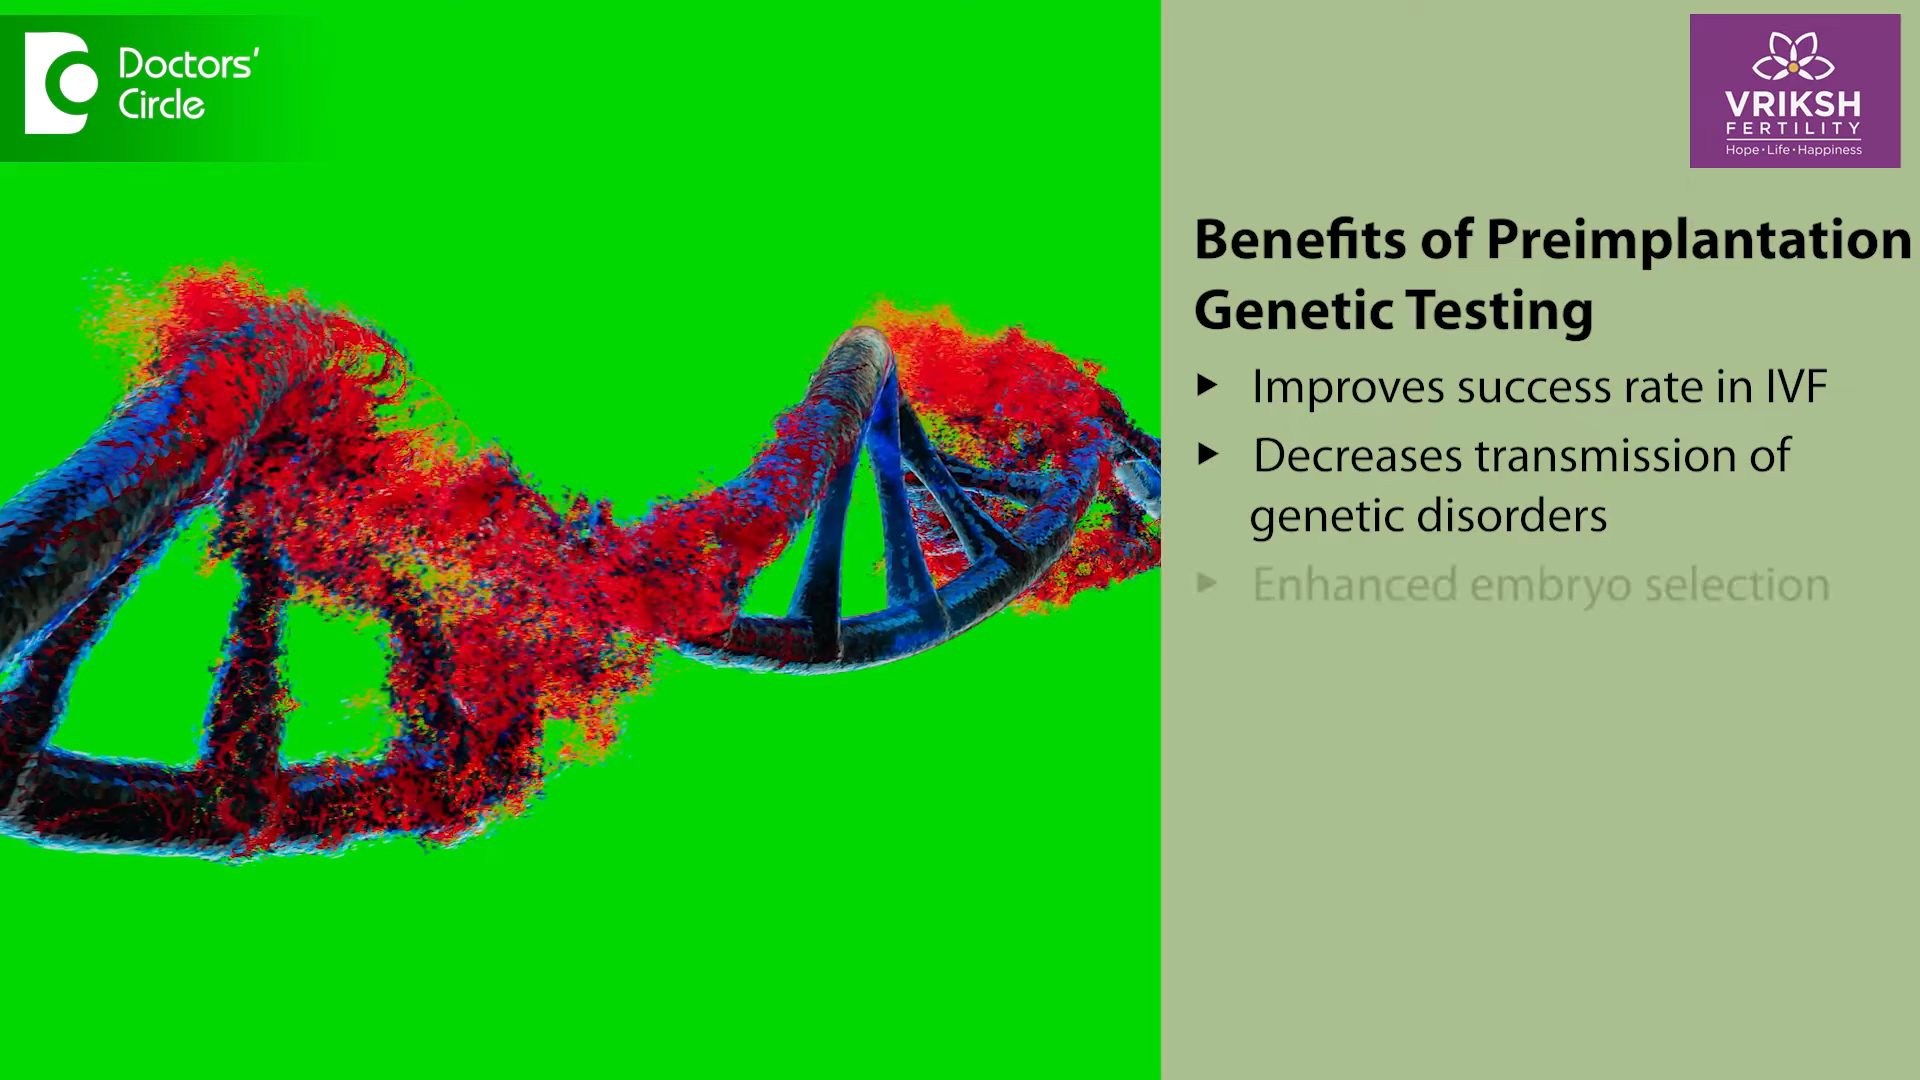 Doctors'
Circle
VRIKSH
FERTILITY
Hope • Life • Happiness
Benefits of Preimplantation
Genetic Testing
▶ Improves success rate in IVF
▶ Decreases transmission of
genetic disorders
▶ Enhanced embryo selection